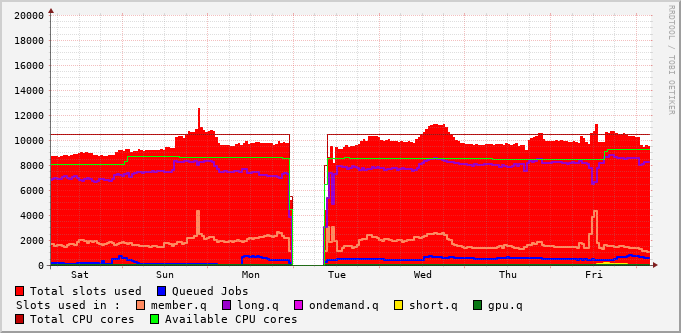 20000
18000
16000
14000
12000
10000
8000
6000
4000
2000
0
Sat Sun Mon Tue Wed Thu Fri
Total slots used Queued Jobs
Slots used in : member.q long.q ondemand.q short.q gpu.q
Total CPU cores Available CPU cores
RRDTOOL / TOBI OETIKER